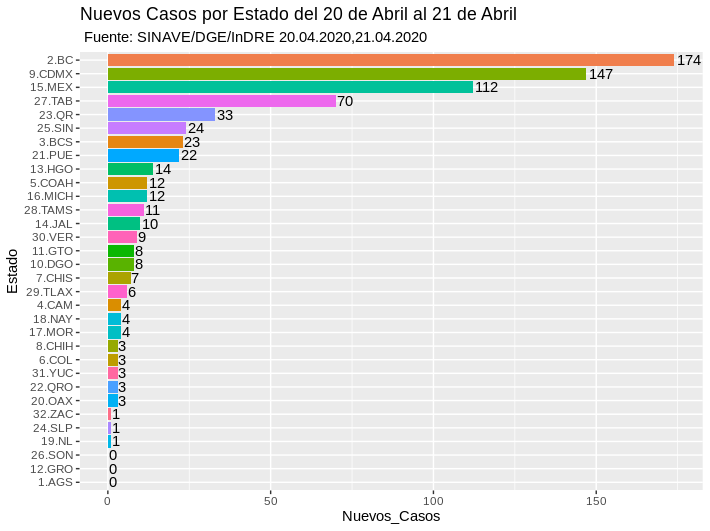 Nuevos Casos por Estado del 20 de Abril al 21 de Abril
Fuente: SINAVE/DGE/InDRE 20.04.2020,21.04.2020
2.BC 174
9.CDMX 147
15.MEX 112
27.TAB 70
23.QR 33
25.SIN 24
3.BCS 23
21.PUE 22
13.HGO 14
5.COAH 12
16.MICH 12
28.TAMS 11
14.JAL 10
30.VER 9
11.GTO 8
10.DGO 8
7.CHIS 7
29.TLAX 6
4.CAM 4
18.NAY 4
17.MOR 4
8.CHIH 3
6.COL 3
31.YUC 3
22.QRO 3
20.OAX 3
32.ZAC 1
24.SLP 1
19.NL 1
26.SON 0
12.GRO 0
1.AGS 0
Estado
0 50 100 150
Nuevos_Casos